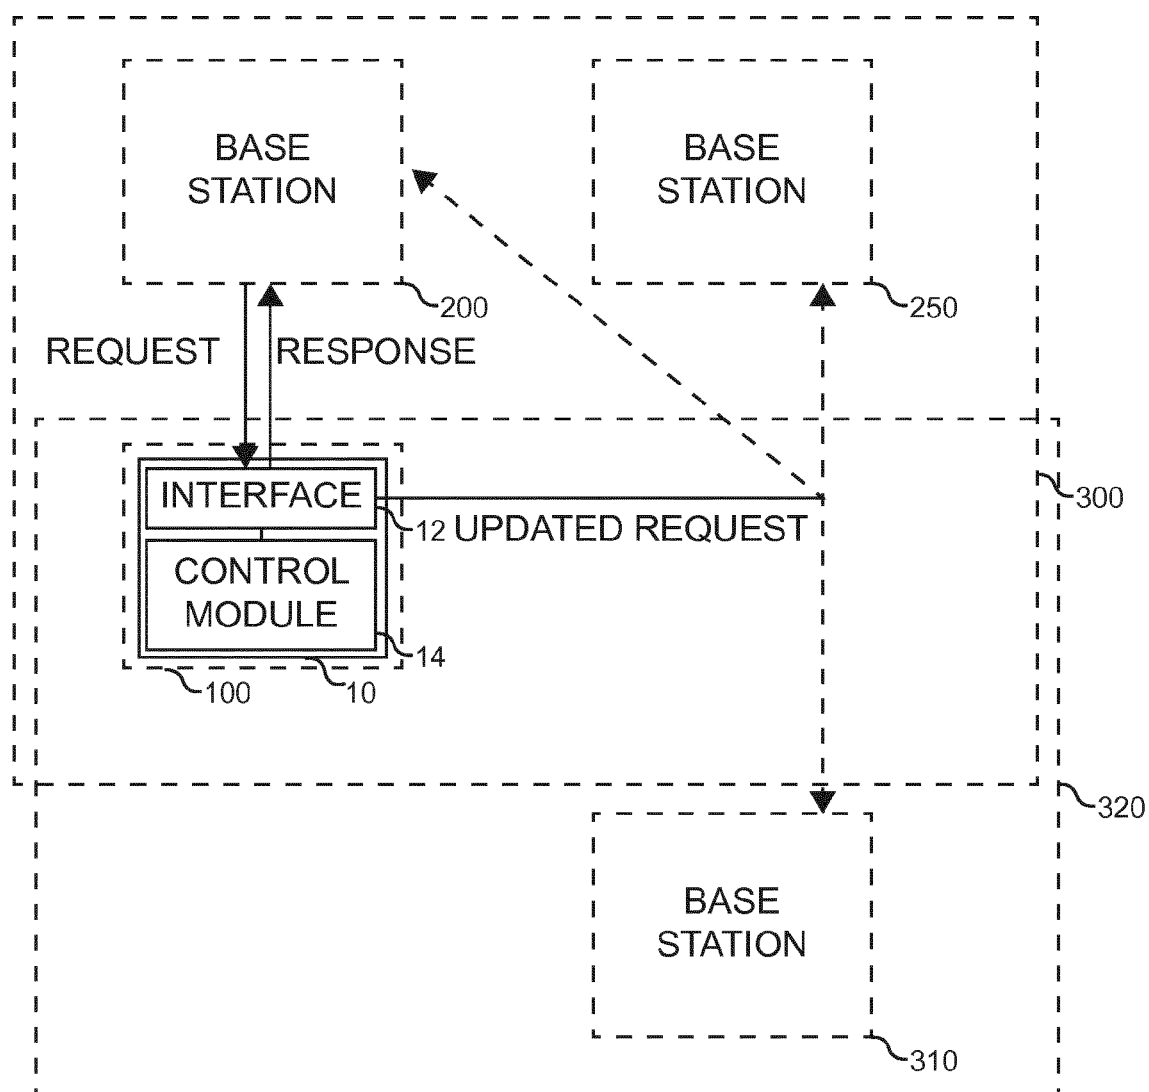 BASE
STATION
BASE
STATION
200
250
REQUEST
RESPONSE
INTERFACE
300
12
UPDATED REQUEST
CONTROL
MODULE
14
100
10
320
BASE
STATION
310